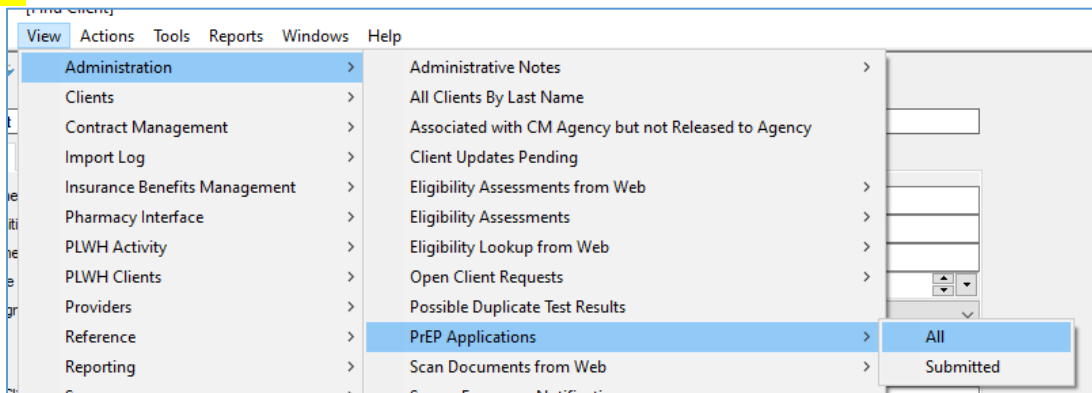 View Actions Tools Reports Windows Help
Administration
Clients
Contract Management
Import Log
Insurance Benefits Management
Pharmacy Interface
PLWH Activity
PLWH Clients
Providers
Reference
Reporting
Administrative Notes
All Clients By Last Name
Associated with CM Agency but not Released to Agency
Client Updates Pending
Eligibility Assessments from Web
Eligibility Assessments
Eligibility Lookup from Web
Open Client Requests
Possible Duplicate Test Results
PrEP Applications
Scan Documents from Web
All
Submitted